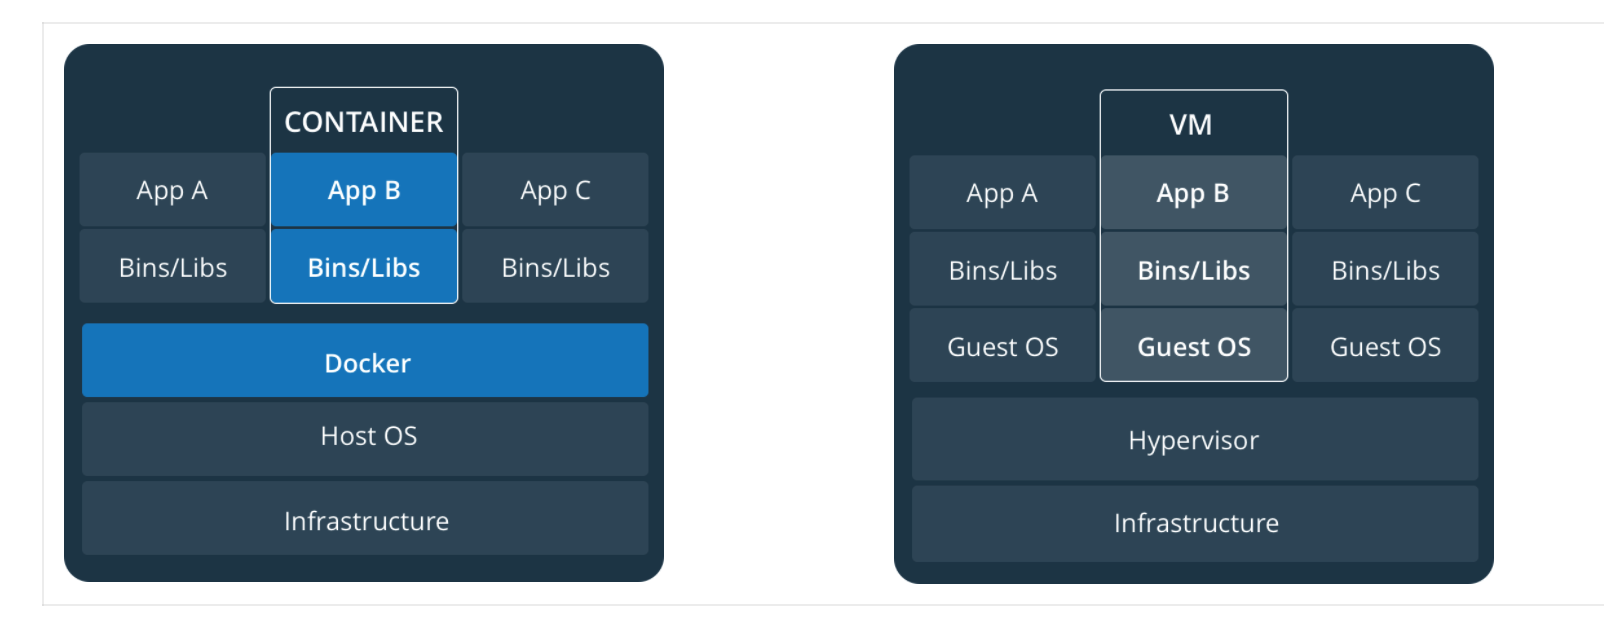 CONTAINER
App A App B App C
Bins/Libs Bins/Libs Bins/Libs
Docker
Host OS
Infrastructure
VM
App A App B App C
Bins/Libs Bins/Libs Bins/Libs
Guest OS Guest OS Guest OS
Hypervisor
Infrastructure